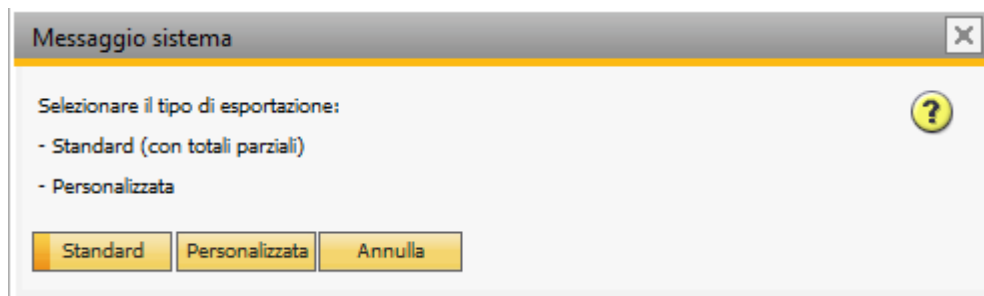 Messaggio sistema
Selezionare il tipo di esportazione:
- Standard (con totali parziali)
- Personalizzata
Standard Personalizzata Annulla